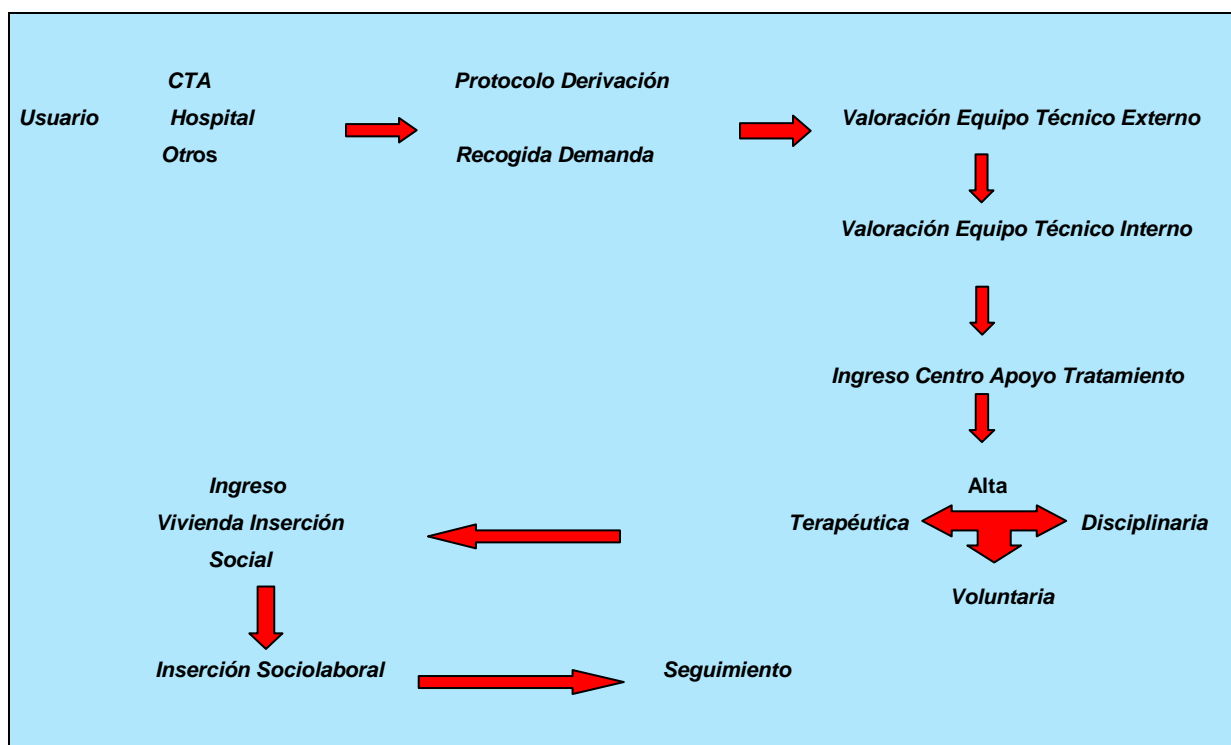 CTA
Usuario Hospital
Otros
Protocolo Derivación
Recogida Demanda
Valoración Equipo Técnico Externo
Valoración Equipo Técnico Interno
Ingreso Centro Apoyo Tratamiento
Alta
Terapéutica
Disciplinaria
Voluntaria
Ingreso
Vivienda Inserción
Social
Inserción Sociolaboral
Seguimiento